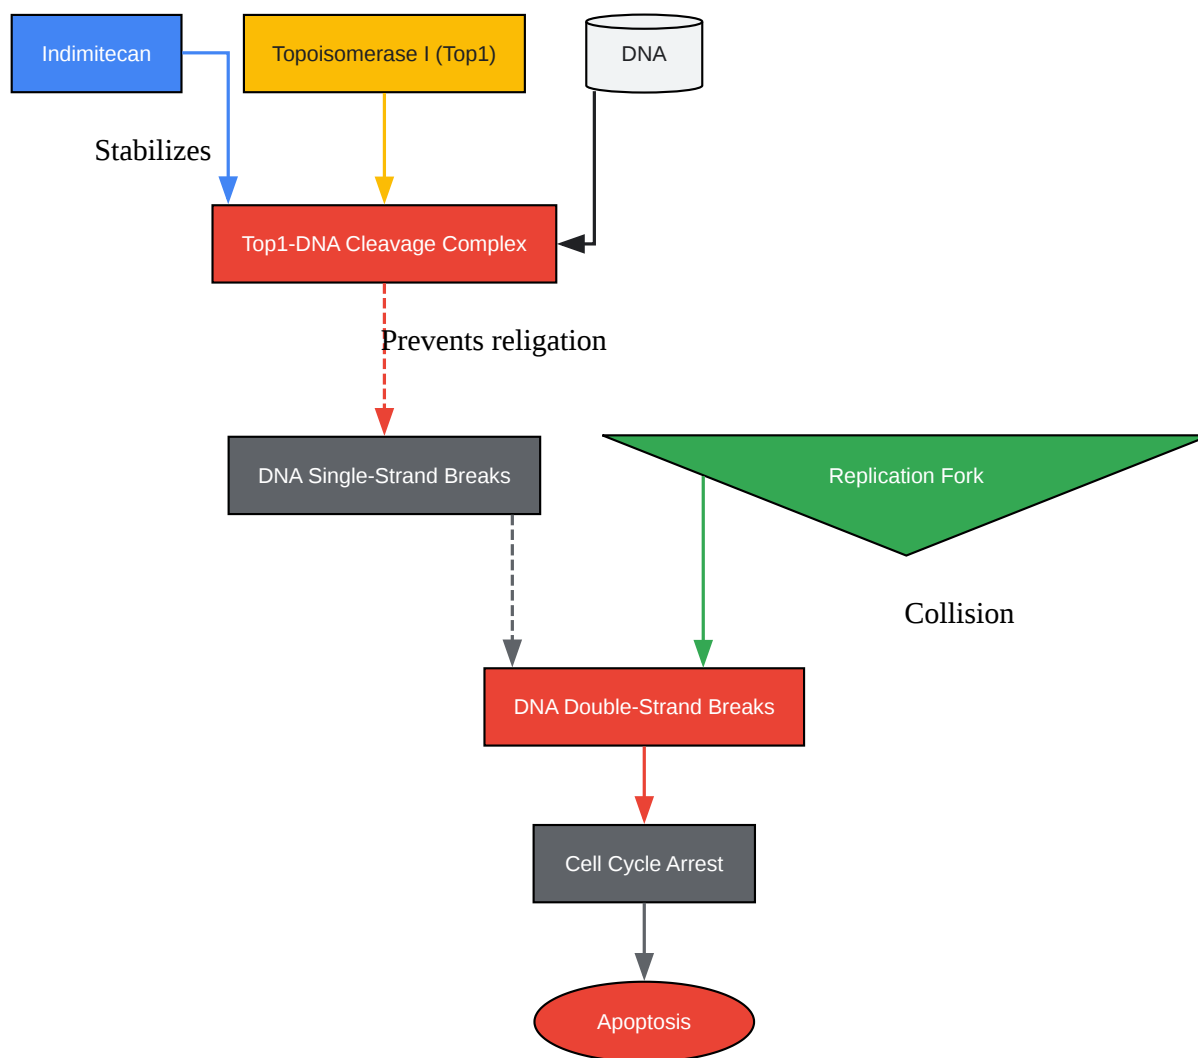 Indimitecan
Topoisomerase I (Top1)
DNA
Stabilizes
Top1-DNA Cleavage Complex
Prevents religation
DNA Single-Strand Breaks
Replication Fork
Collision
DNA Double-Strand Breaks
Cell Cycle Arrest
Apoptosis